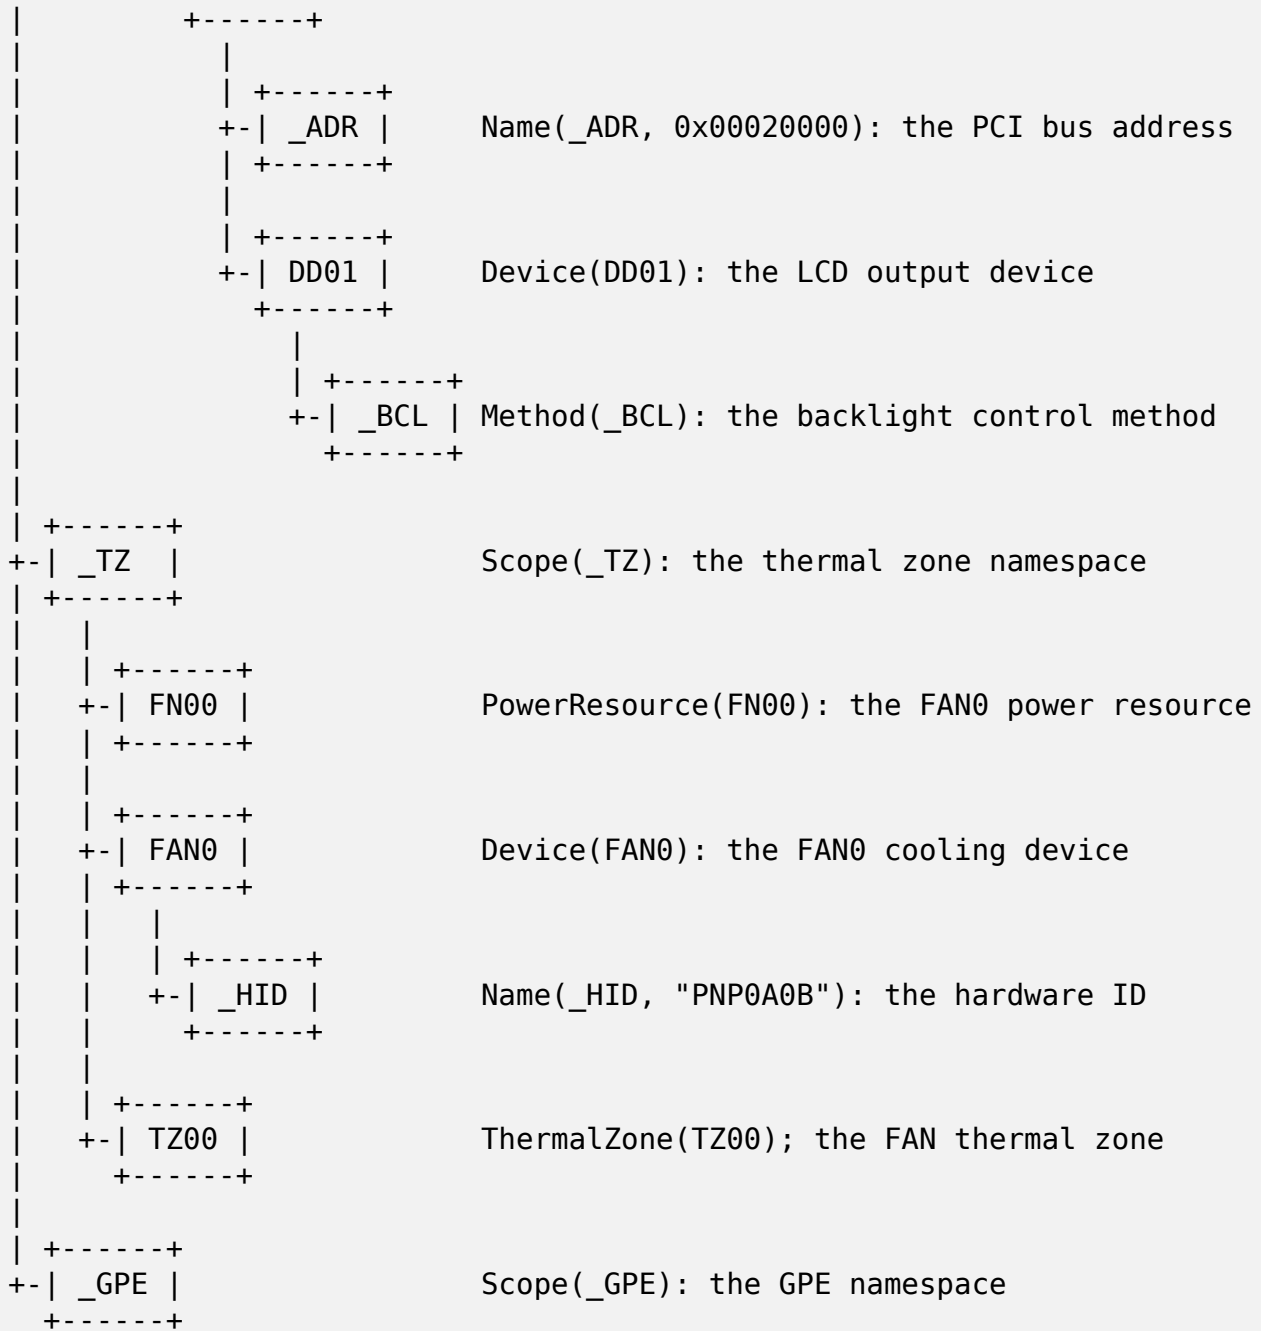 |         +------+
|           |
|           | +------+
|           +-| _ADR |     Name(_ADR, 0x00020000): the PCI bus address
|           | +------+
|           |
|           | +------+
|           +-| DD01 |     Device(DD01): the LCD output device
|             +------+
|               |
|               | +------+
|               +-| _BCL | Method(_BCL): the backlight control method
|                 +------+
|
| +------+
+-| _TZ  |                 Scope(_TZ): the thermal zone namespace
| +------+
|   |
|   | +------+
|   +-| FN00 |             PowerResource(FN00): the FAN0 power resource
|   | +------+
|   |
|   | +------+
|   +-| FAN0 |             Device(FAN0): the FAN0 cooling device
|   | +------+
|   |   |
|   |   | +------+
|   |   +-| _HID |         Name(_HID, "PNP0A0B"): the hardware ID
|   |     +------+
|   |
|   | +------+
|   +-| TZ00 |             ThermalZone(TZ00); the FAN thermal zone
|     +------+
|
| +------+
+-| _GPE |                 Scope(_GPE): the GPE namespace
  +------+